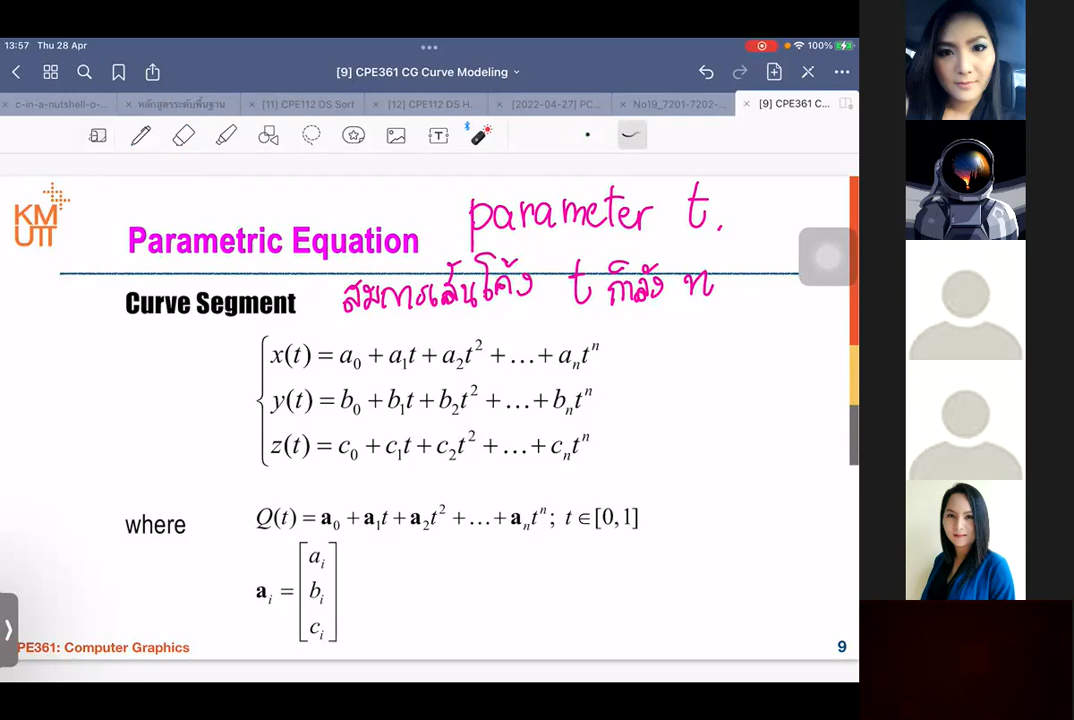 13:57 Thu 28 Apr
100%
[9] CPE361 CG Curve Modeling
c-in-a-nutshell-o-...
หลักสูตรระดับพื้นฐาน
[11] CPE112 DS Sort
[12] CPE112 DS H...
[2022-04-27] PC...
No19_7201-7202-...
[9] CPE361 C...
KM
UTT
Parametric Equation
parameter t.
Curve Segment
สมการเส้นโค้ง t กำลัง n
x(t) = a₀ + a₁t + a₂t² + … + aₙtⁿ
y(t) = b₀ + b₁t + b₂t² + … + bₙtⁿ
z(t) = c₀ + c₁t + c₂t² + … + cₙtⁿ
where
Q(t) = a₀ + a₁t + a₂t² + … + aₙtⁿ; t ∈ [0,1]
aᵢ = [aᵢ
bᵢ
cᵢ]
PE361: Computer Graphics
9